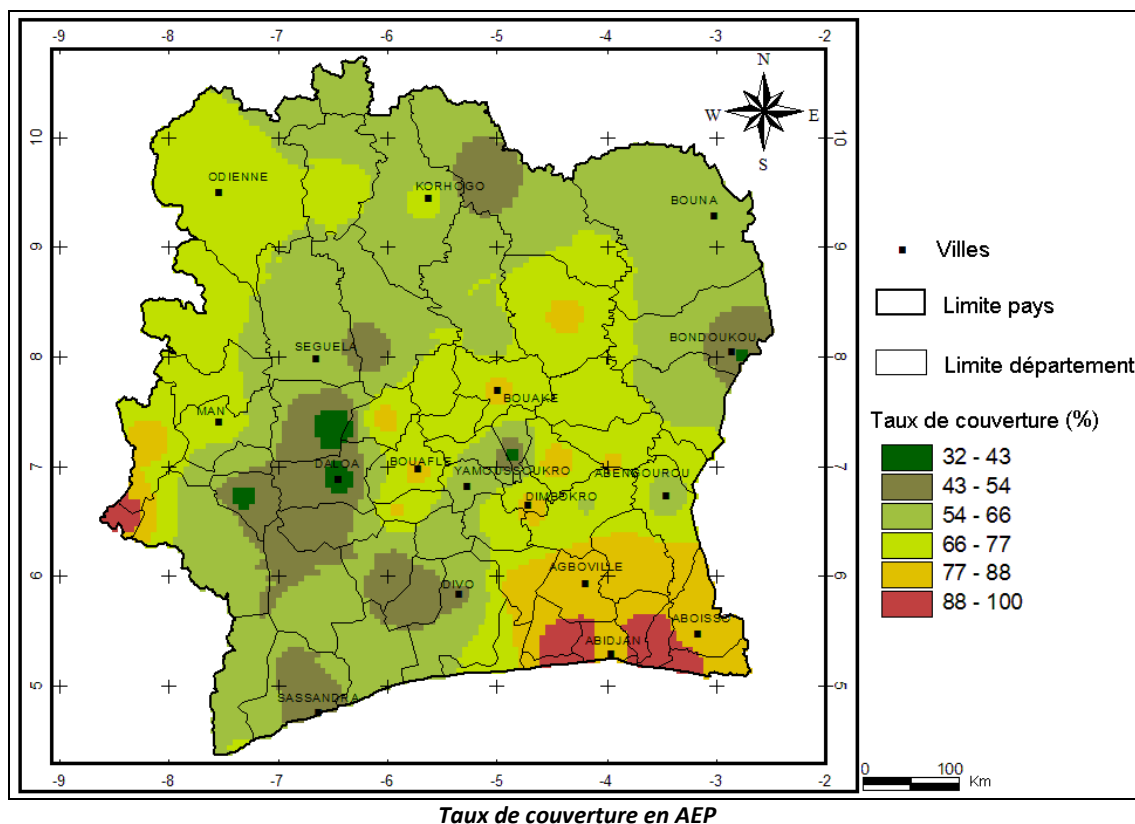 -9 -8 -7 -6 -5 -4 -3 -2
N
W E
S
10 10
ODIENNE
KORHOGO
BOUNA
9 9
BONDOUKOU
8 8
SEGUELA
BOUAKE
MAN
7 7
DALOA
BOUAFLE
YAMOUSSOUKRO
ABENGOUROU
DIMBOKRO
6 6
AGBOVILLE
DIVO
ABOISSO
ABIDJAN
5 5
SASSANDRA
-9 -8 -7 -6 -5 -4 -3 -2
Villes
Limite pays
Limite département
Taux de couverture (%)
32 - 43
43 - 54
54 - 66
66 - 77
77 - 88
88 - 100
0 100
Km
Taux de couverture en AEP